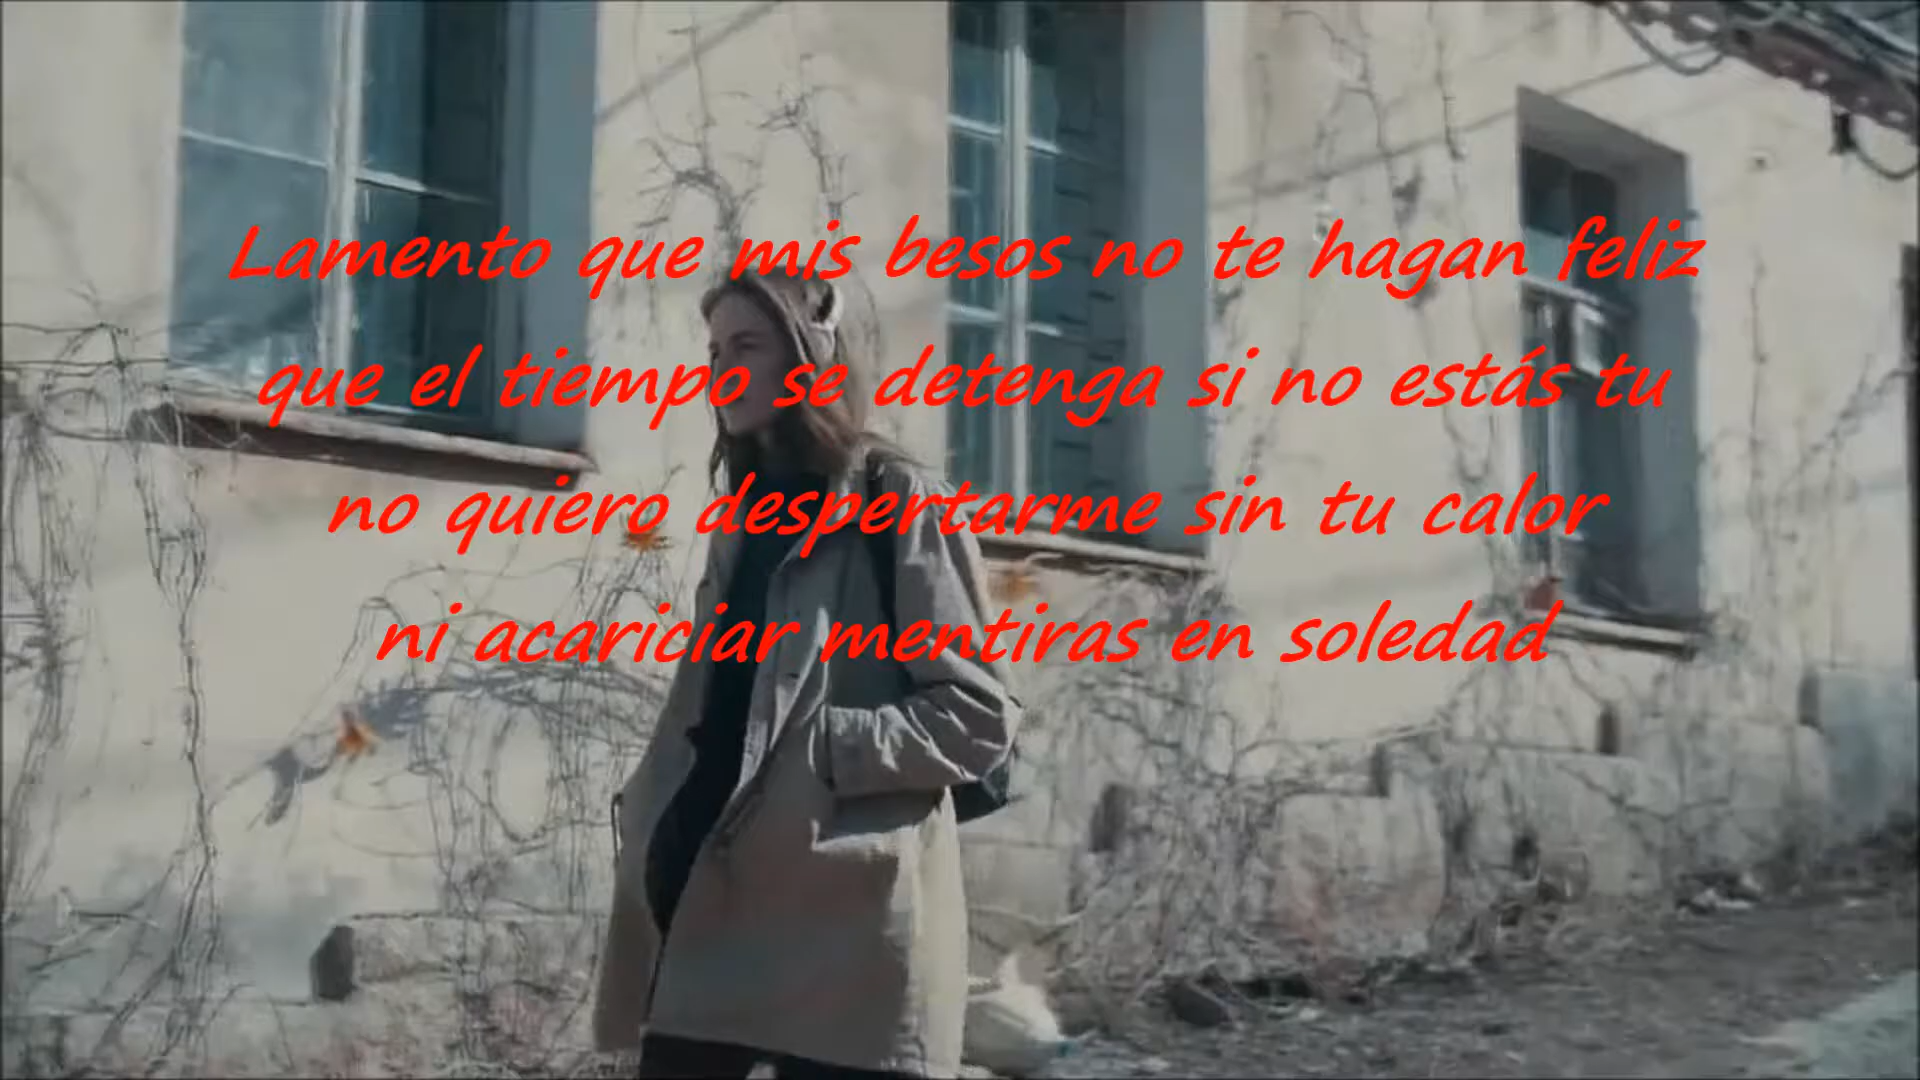 Lamento que mis besos no te hagan feliz
que el tiempo se detenga si no estás tu
no quiero despertarme sin tu calor
ni acariciar mentiras en soledad